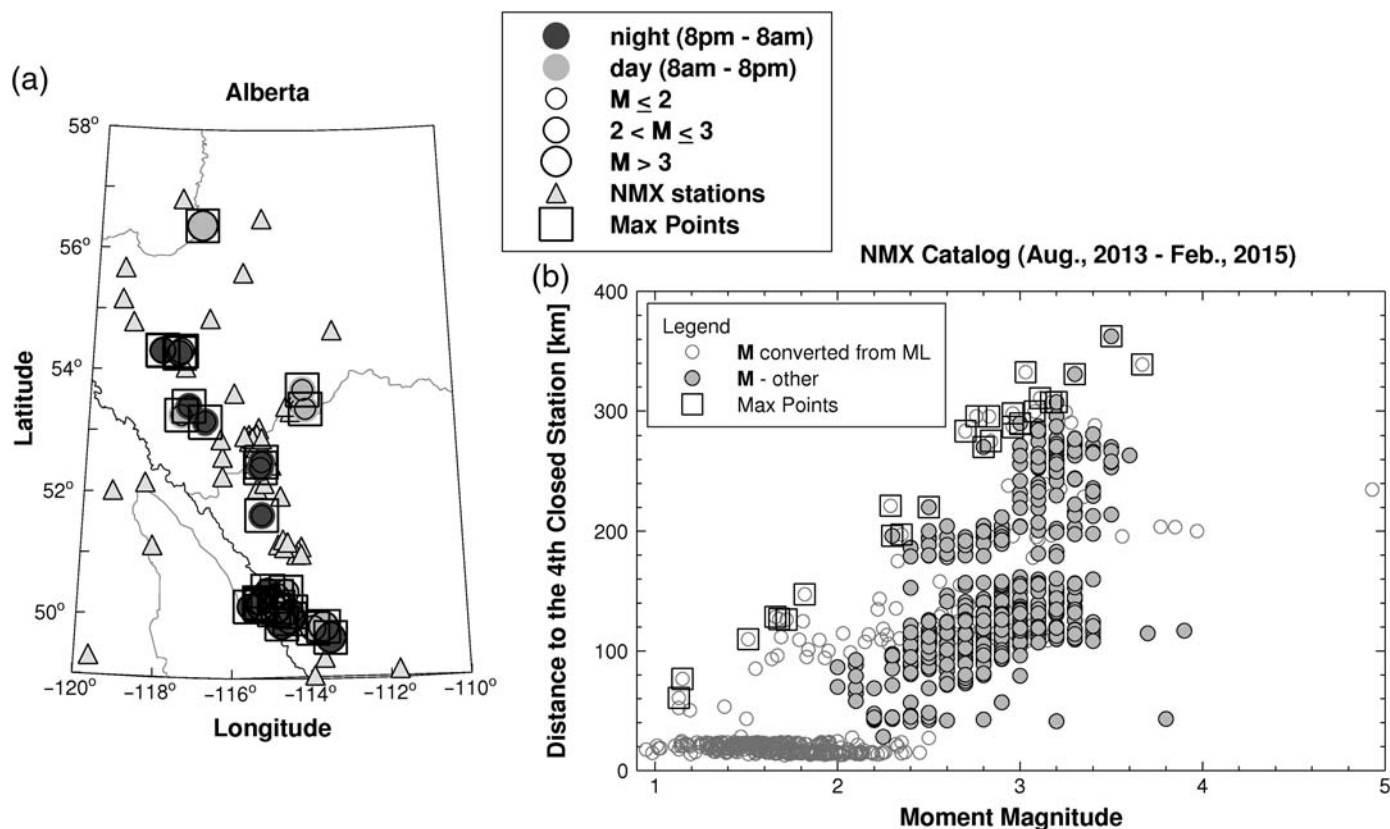 (a)
Alberta
58°
56°
54°
52°
50°
Latitude
−120°
−118°
−116°
−114°
−112°
−110°
Longitude
night (8pm - 8am)
day (8am - 8pm)
M ≤ 2
2 < M ≤ 3
M > 3
NMX stations
Max Points
NMX Catalog (Aug., 2013 - Feb., 2015)
(b)
Distance to the 4th Closed Station [km]
400
300
200
100
0
Legend
M converted from ML
M - other
Max Points
1
2
3
4
5
Moment Magnitude